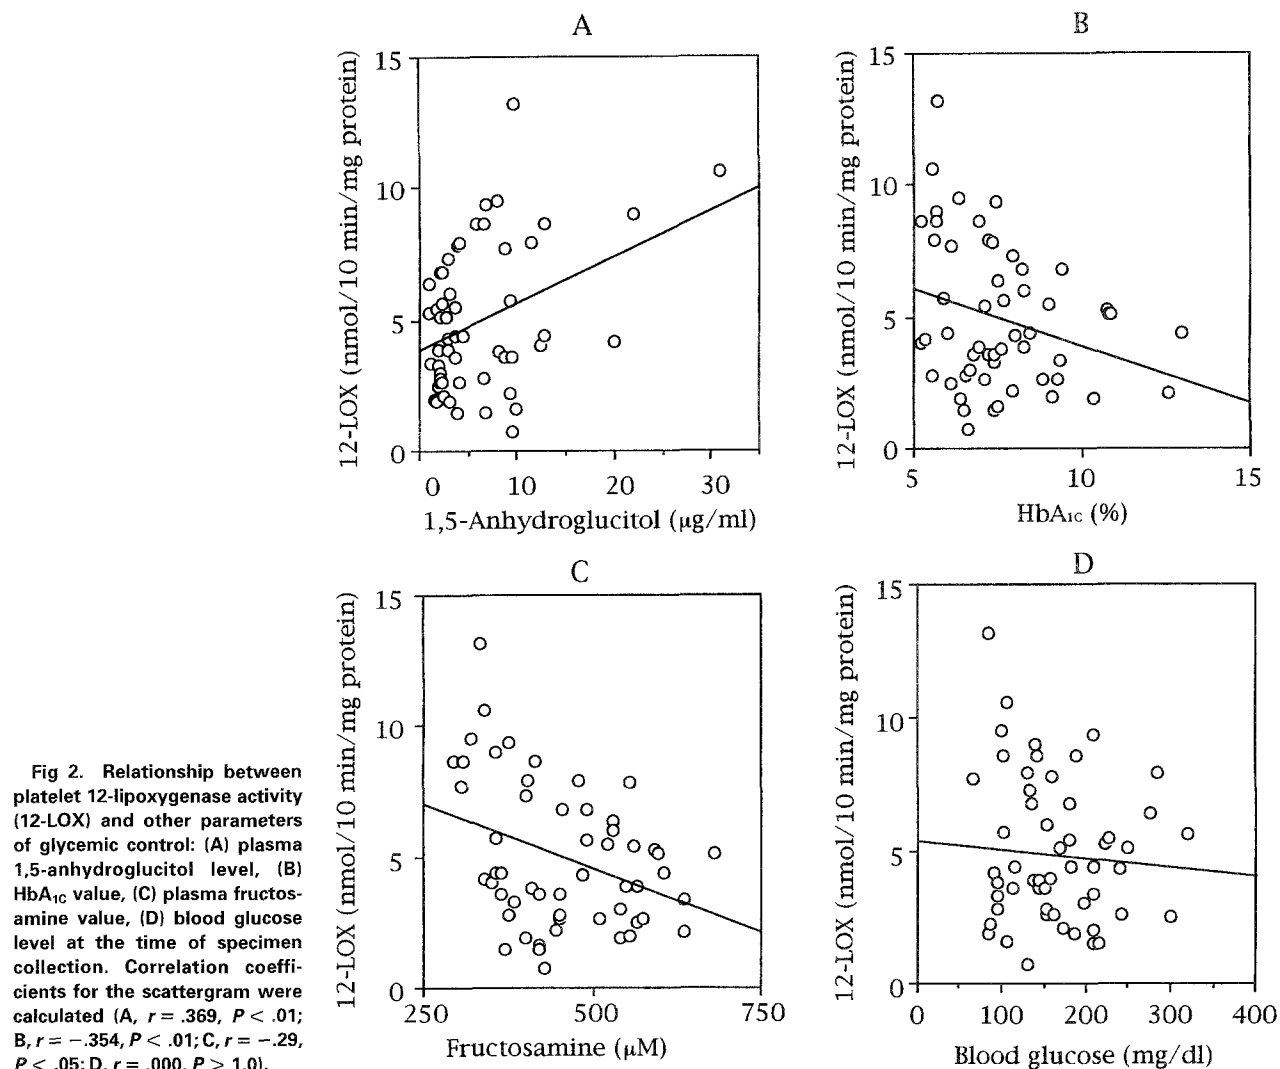 A
15
10
5
0
12-LOX (nmol/10 min/mg protein)
0 10 20 30
1,5-Anhydroglucitol (µg/ml)
B
15
10
5
0
12-LOX (nmol/10 min/mg protein)
5 10 15
HbA1C (%)
C
15
10
5
0
12-LOX (nmol/10 min/mg protein)
250 500 750
Fructosamine (µM)
D
15
10
5
0
12-LOX (nmol/10 min/mg protein)
0 100 200 300 400
Blood glucose (mg/dl)
Fig 2. Relationship between
platelet 12-lipoxygenase activity
(12-LOX) and other parameters
of glycemic control: (A) plasma
1,5-anhydroglucitol level, (B)
HbA1C value, (C) plasma fructos-
amine value, (D) blood glucose
level at the time of specimen
collection. Correlation coeffi-
cients for the scattergram were
calculated (A, r = .369, P < .01;
B, r = −.354, P < .01; C, r = −.29,
P < .05; D, r = .000, P > 1.0).